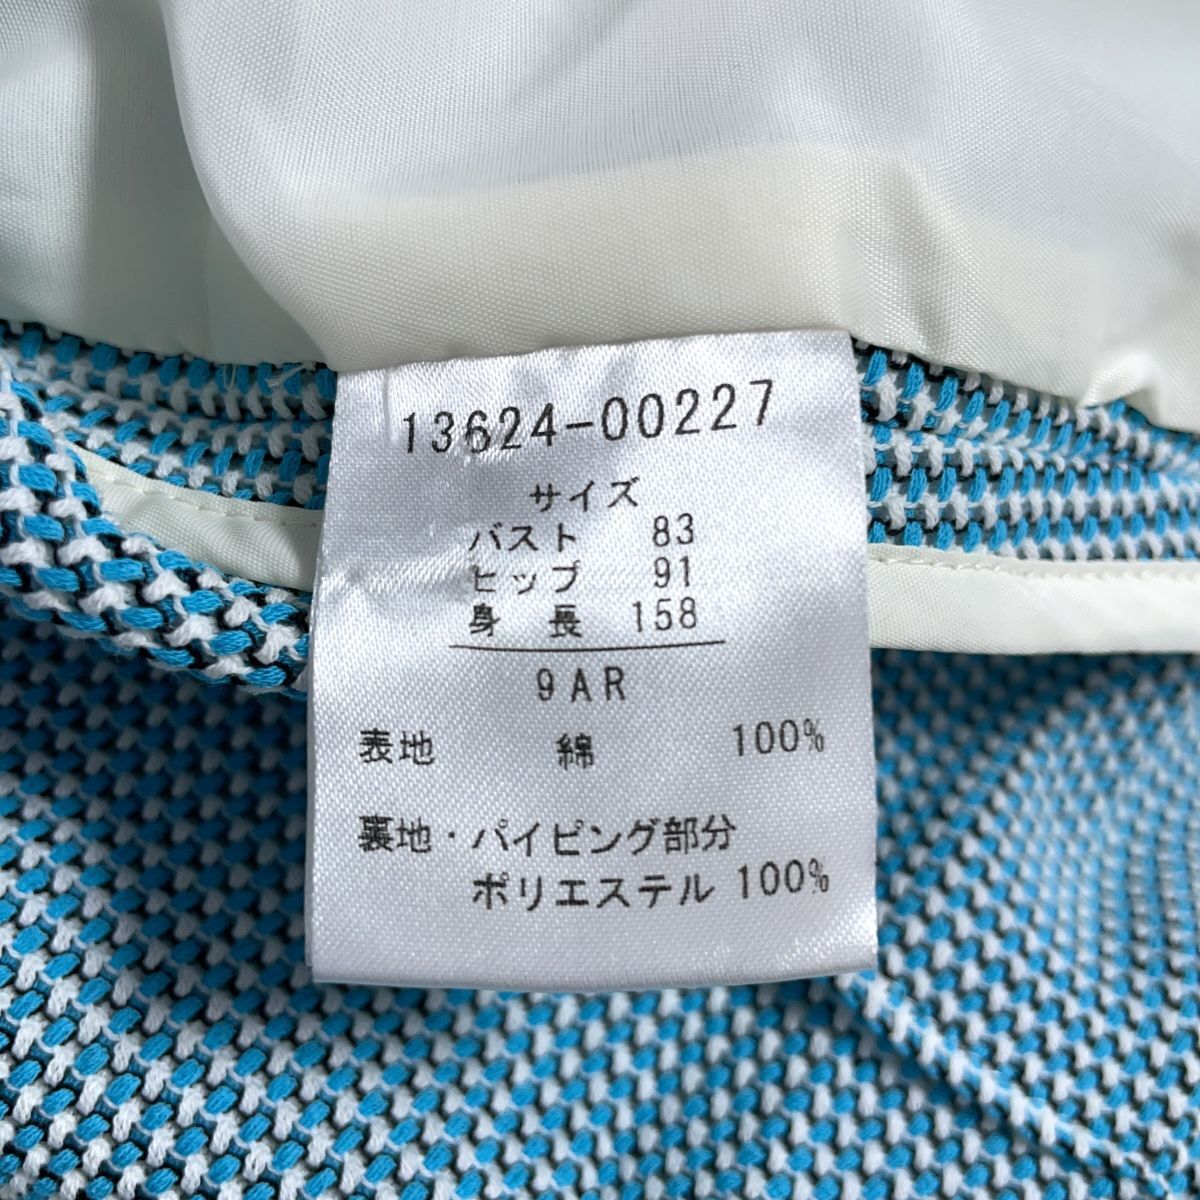 13624-00227
サイズ
バスト 83
ヒップ 91
身 長 158
9AR
表地 綿 100%
裏地・パイピング部分
ポリエステル 100%